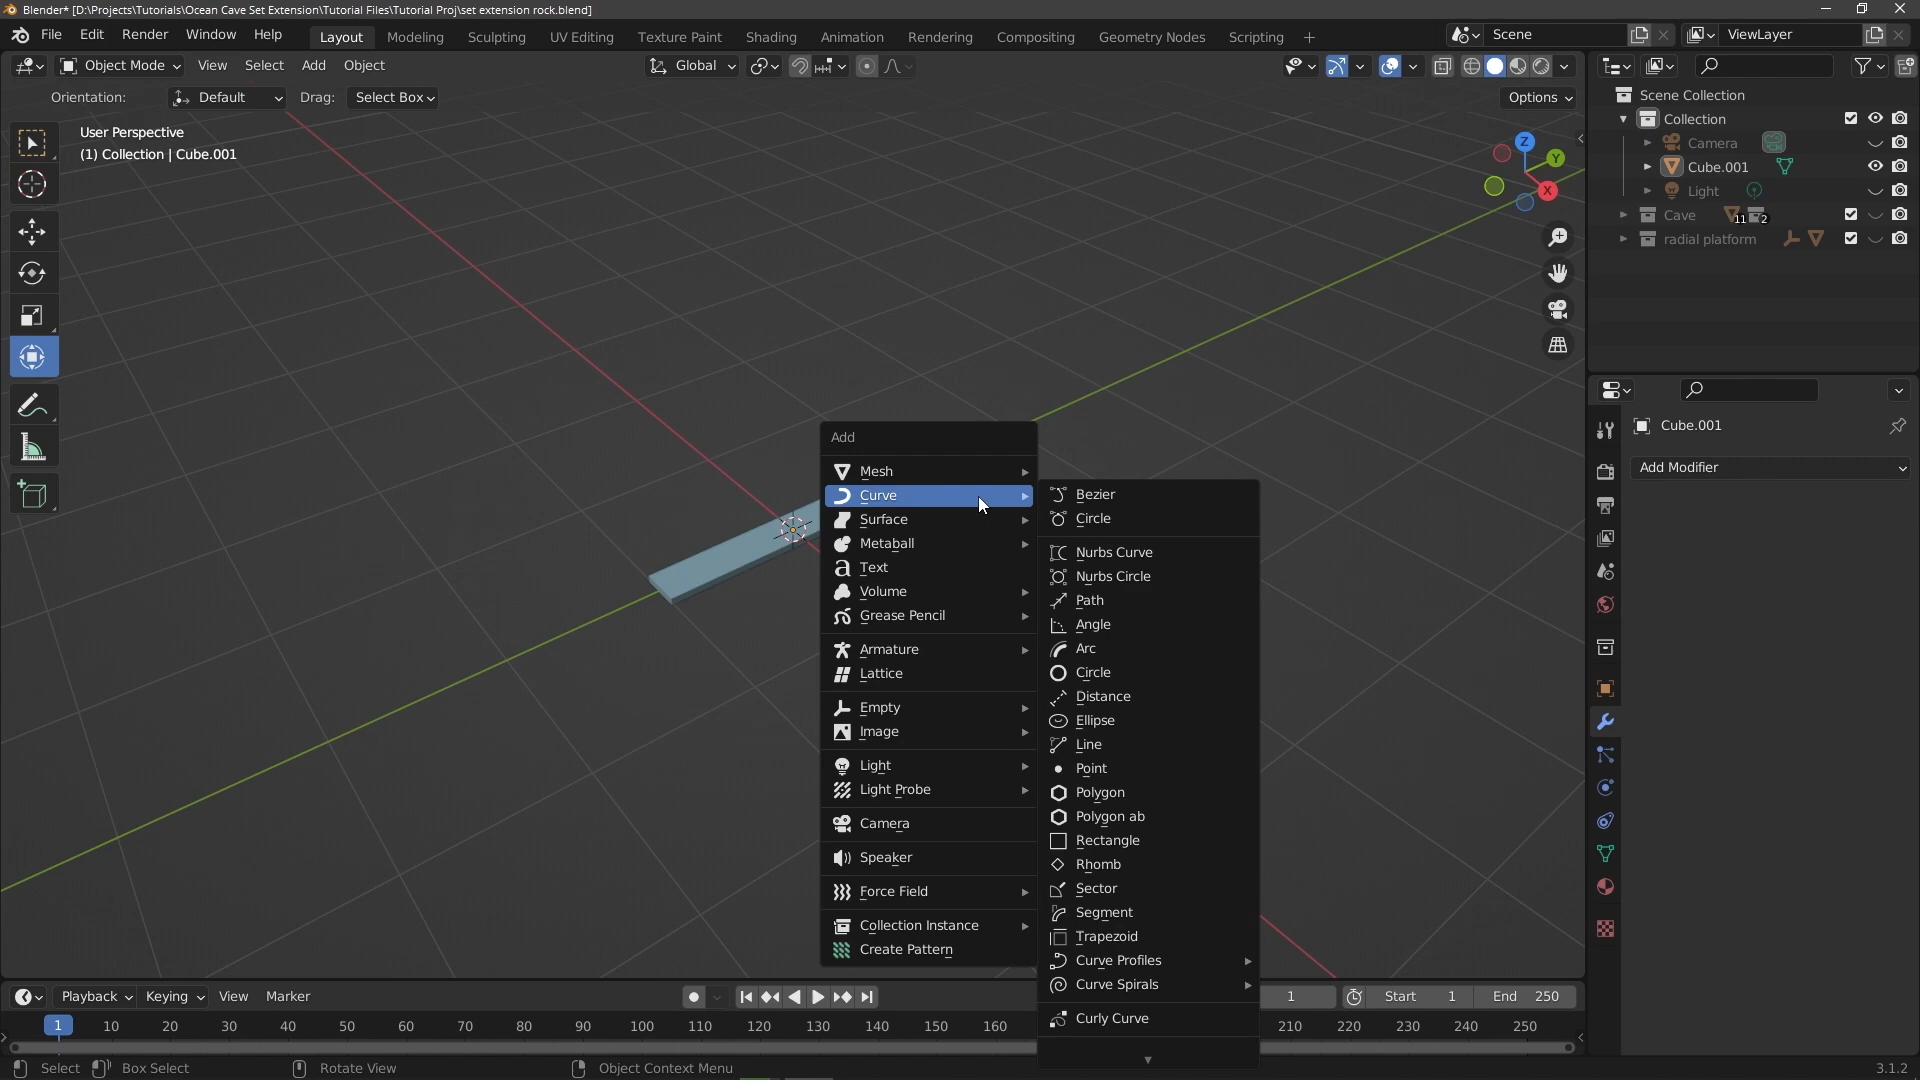 Blender* [D:\Projects\Tutorials\Ocean Cave Set Extension\Tutorial Files\Tutorial Proj\set extension rock.blend]
File Edit Render Window Help Layout Modeling Sculpting UV Editing Texture Paint Shading Animation Rendering Compositing Geometry Nodes Scripting + Scene ViewLayer
Object Mode View Select Add Object Global
Orientation: Default Drag: Select Box Options
User Perspective
(1) Collection | Cube.001
Z
Y
X
Scene Collection
Collection
Camera
Cube.001
Light
Cave 11 2
radial platform
Cube.001
Add Modifier
Add
Mesh
Curve
Surface
Metaball
Text
Volume
Grease Pencil
Armature
Lattice
Empty
Image
Light
Light Probe
Camera
Speaker
Force Field
Collection Instance
Create Pattern
Bezier
Circle
Nurbs Curve
Nurbs Circle
Path
Angle
Arc
Circle
Distance
Ellipse
Line
Point
Polygon
Polygon ab
Rectangle
Rhomb
Sector
Segment
Trapezoid
Curve Profiles
Curve Spirals
Curly Curve
Playback Keying View Marker 1 Start 1 End 250
1 10 20 30 40 50 60 70 80 90 100 110 120 130 140 150 160 210 220 230 240 250
Select Box Select Rotate View Object Context Menu 3.1.2